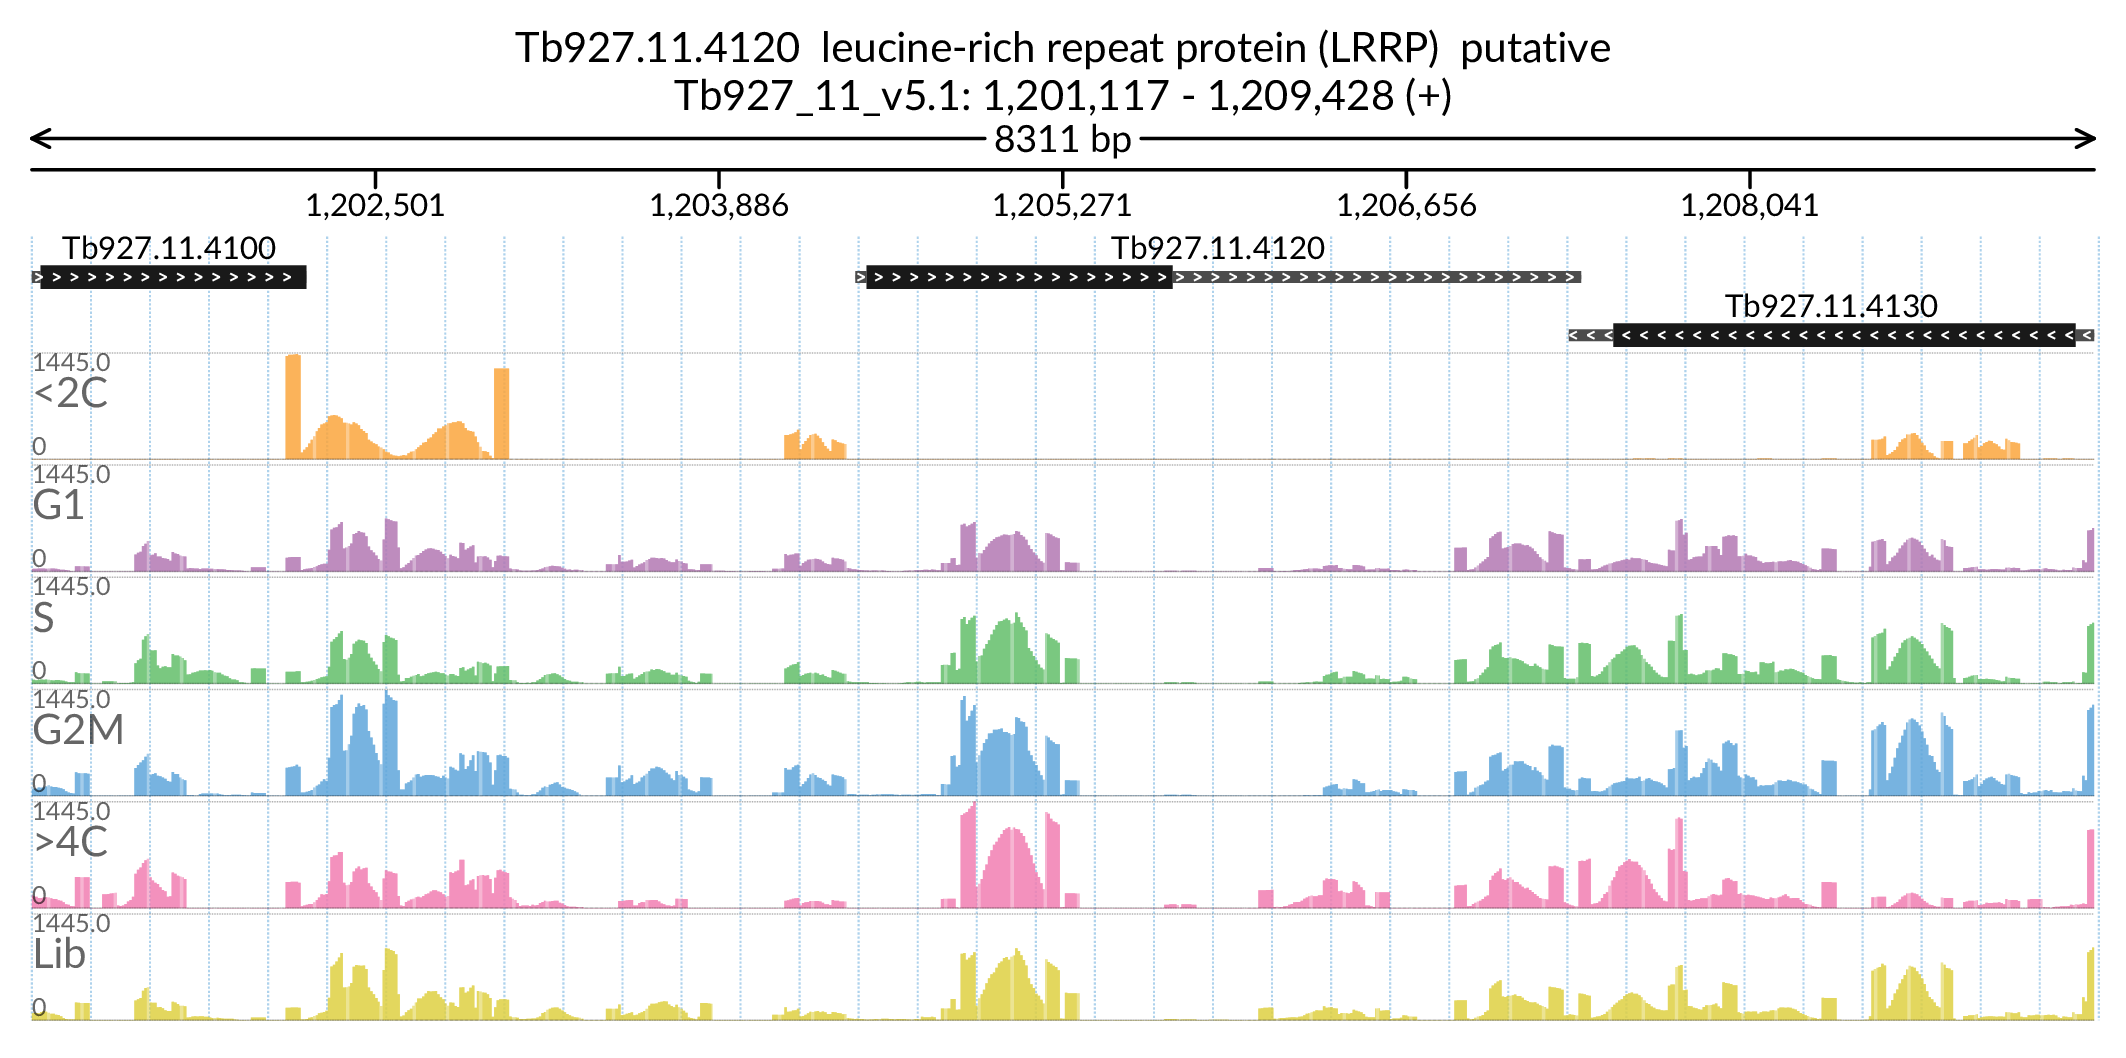 Tb927.11.4120  leucine-rich repeat protein (LRRP)  putative
Tb927_11_v5.1: 1,201,117 - 1,209,428 (+)
8311 bp
1,202,501 1,203,886 1,205,271 1,206,656 1,208,041
Tb927.11.4100 Tb927.11.4120
Tb927.11.4130
1445.0
<2C
0
1445.0
G1
0
1445.0
S
0
1445.0
G2M
0
1445.0
>4C
0
1445.0
Lib
0